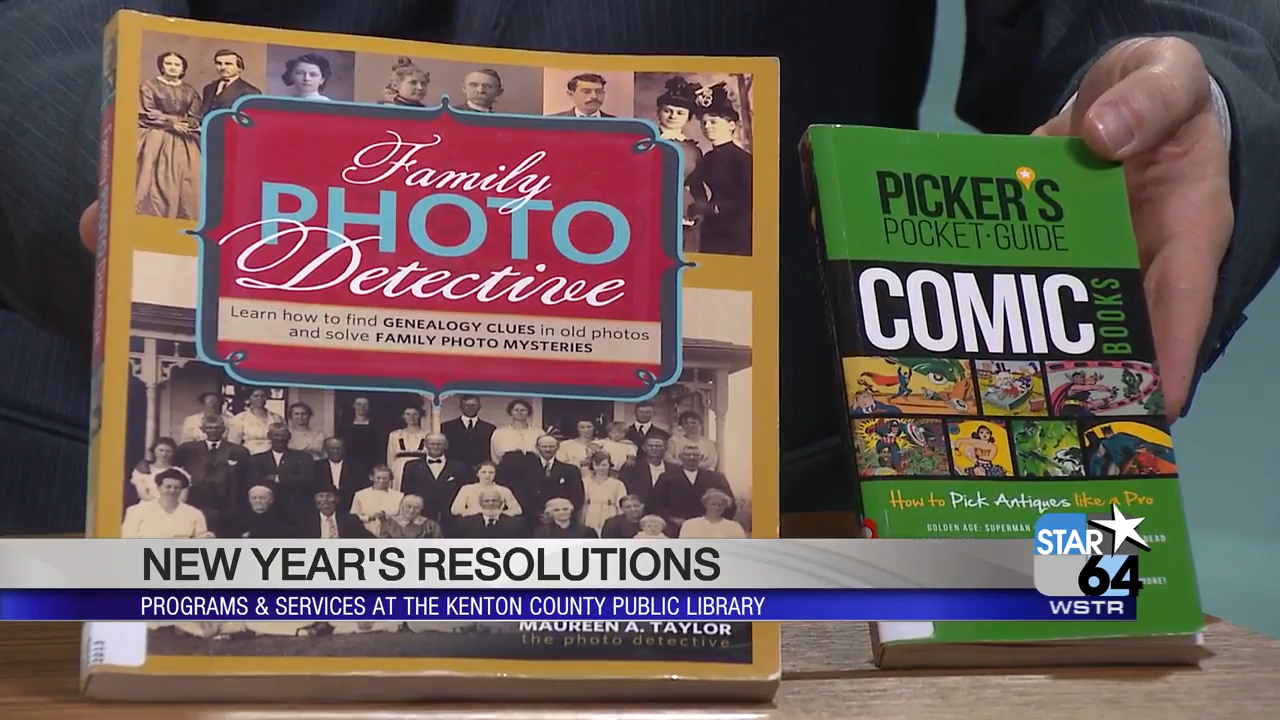 Family
PHOTO
Detective
Learn how to find GENEALOGY CLUES in old photos
and solve FAMILY PHOTO MYSTERIES
MAUREEN A. TAYLOR
the photo detective
2013
PICKER'S
POCKET·GUIDE
COMIC
BOOKS
How to Pick Antiques like a Pro
GOLDEN AGE: SUPERMAN
NEW YEAR'S RESOLUTIONS
PROGRAMS & SERVICES AT THE KENTON COUNTY PUBLIC LIBRARY
STAR
64
WSTR